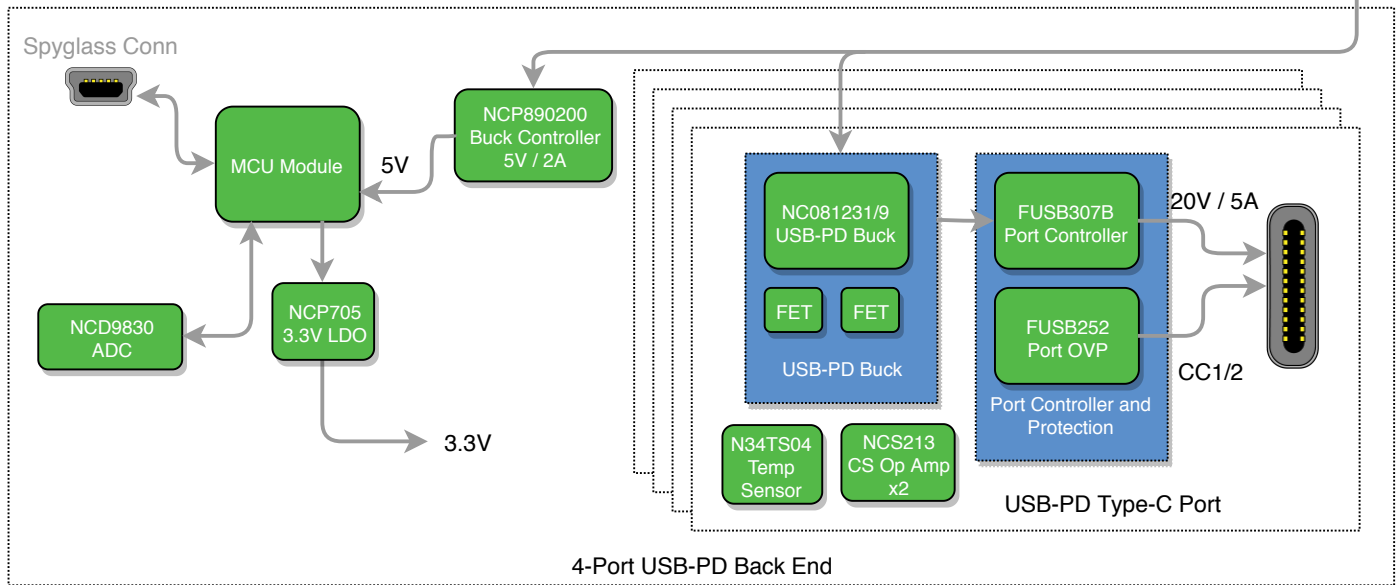 Spyglass Conn
MCU Module
5V
NCP890200
Buck Controller
5V / 2A
NCD9830
ADC
NCP705
3.3V LDO
3.3V
NC081231/9
USB-PD Buck
FET
FET
USB-PD Buck
FUSB307B
Port Controller
FUSB252
Port OVP
Port Controller and
Protection
20V / 5A
CC1/2
N34TS04
Temp
Sensor
NCS213
CS Op Amp
x2
USB-PD Type-C Port
4-Port USB-PD Back End